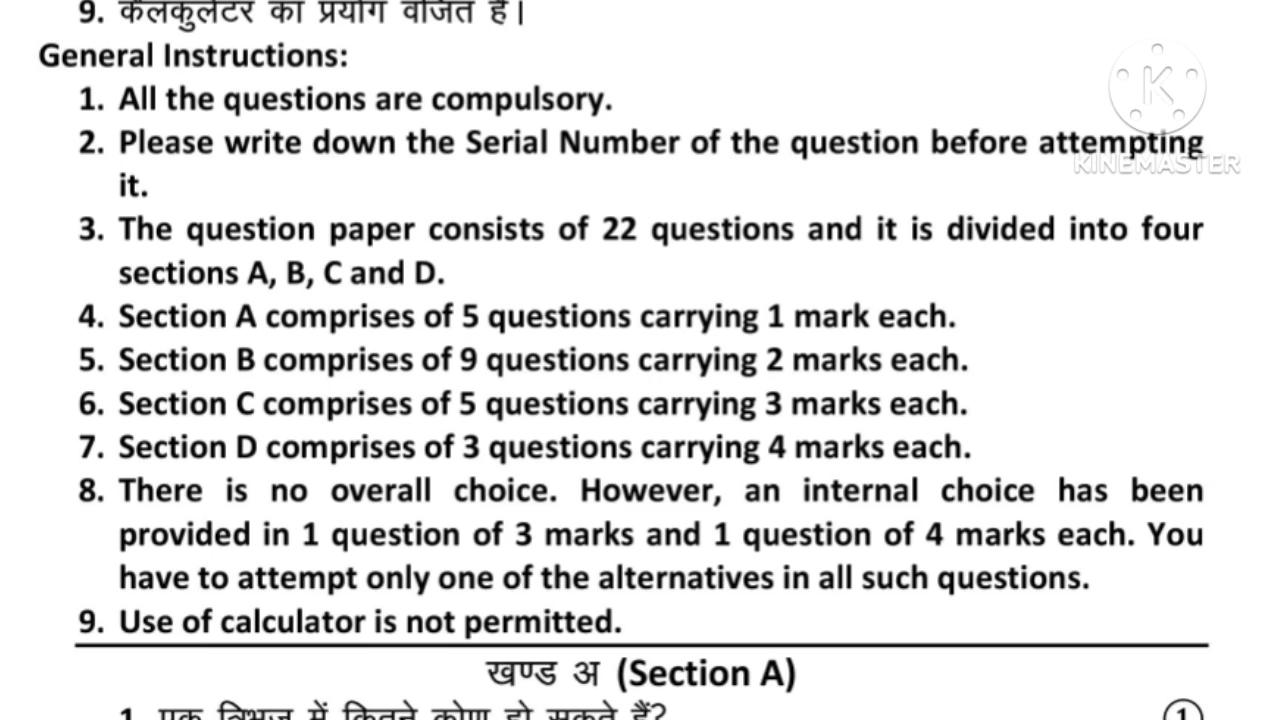 9. कैलकुलेटर का प्रयोग वर्जित है।
General Instructions:
1. All the questions are compulsory.
2. Please write down the Serial Number of the question before attempting
it.
KINEMASTER
3. The question paper consists of 22 questions and it is divided into four
sections A, B, C and D.
4. Section A comprises of 5 questions carrying 1 mark each.
5. Section B comprises of 9 questions carrying 2 marks each.
6. Section C comprises of 5 questions carrying 3 marks each.
7. Section D comprises of 3 questions carrying 4 marks each.
8. There is no overall choice. However, an internal choice has been
provided in 1 question of 3 marks and 1 question of 4 marks each. You
have to attempt only one of the alternatives in all such questions.
9. Use of calculator is not permitted.
खण्ड अ (Section A)
1. एक त्रिभुज में कितने कोण हो सकते हैं? 1